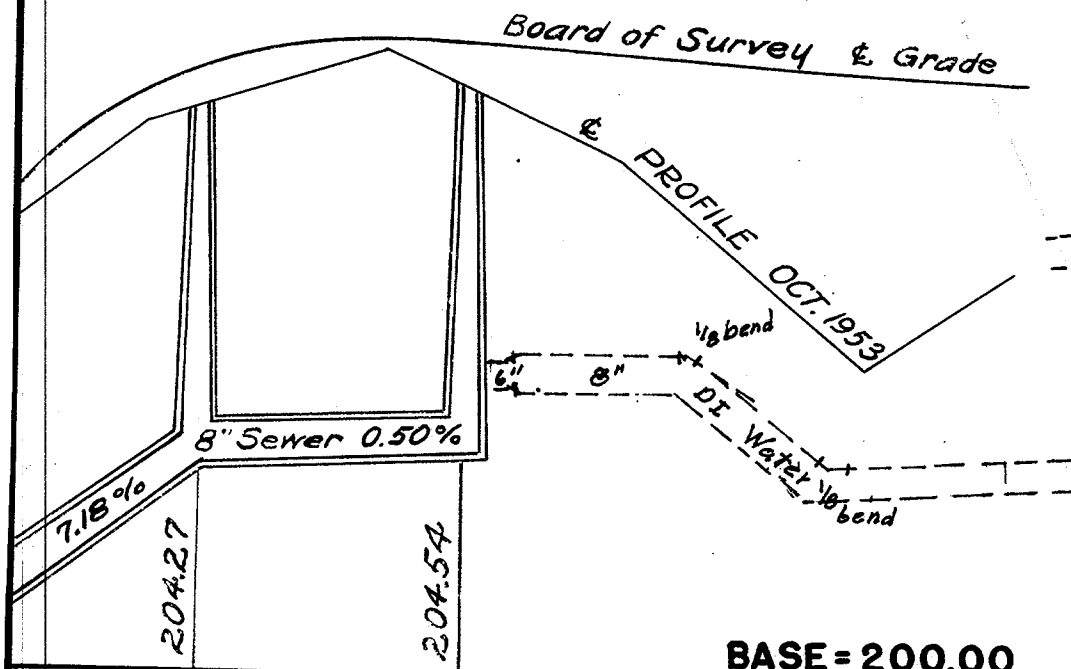 Board of Survey ℄ Grade
℄ PROFILE OCT. 1953
1/8 bend
6"
8"
DI Water
1/8 bend
8" Sewer 0.50%
7.18%
204.27
204.54
BASE = 200.00